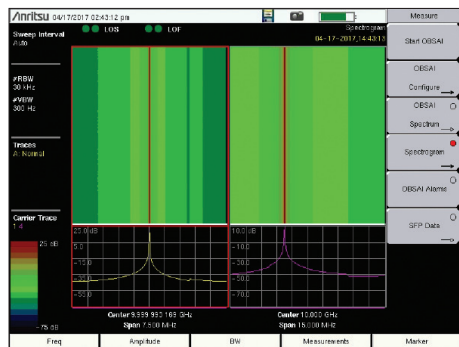 Anritsu 04/17/2017 02:43:12 pm
Measure
Sweep Interval
Auto
LOS
LOF
Spectrogram
04-17-2017,14:43:13
Start OBSAI
#RBW
30 kHz
#VBW
300 Hz
OBSAI
Configure
OBSAI
Spectrum
Traces
A: Normal
Spectrogram
OBSAI Alarms
Carrier Trace
1 4
25 dB
-75 dB
SFP Data
25.0 dB
5.0
-15.0
-55.0
-10.0 dB
-30.0
-50.0
-70.0
Center 9.999 993 169 GHz
Span 7.500 MHz
Center 10.000 GHz
Span 15.000 MHz
Freq
Amplitude
BW
Measurements
Marker